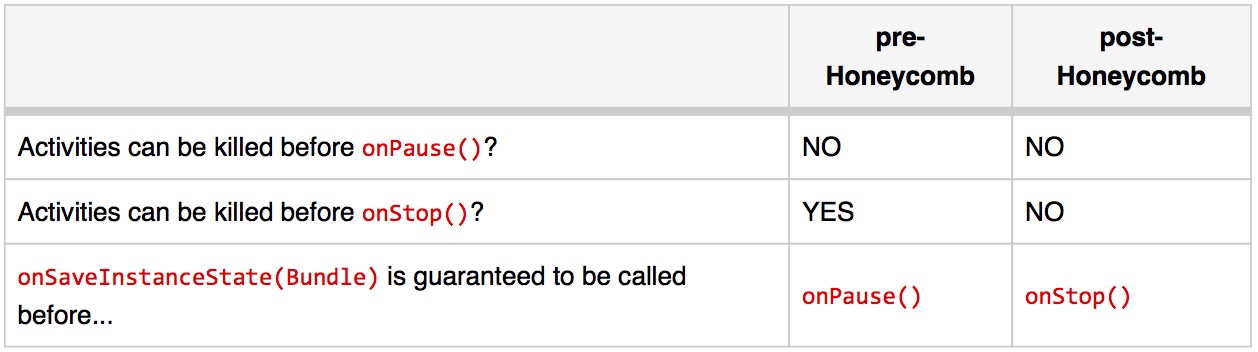 pre-
Honeycomb
post-
Honeycomb
Activities can be killed before onPause()?
NO
NO
Activities can be killed before onStop()?
YES
NO
onSaveInstanceState(Bundle) is guaranteed to be called
before...
onPause()
onStop()